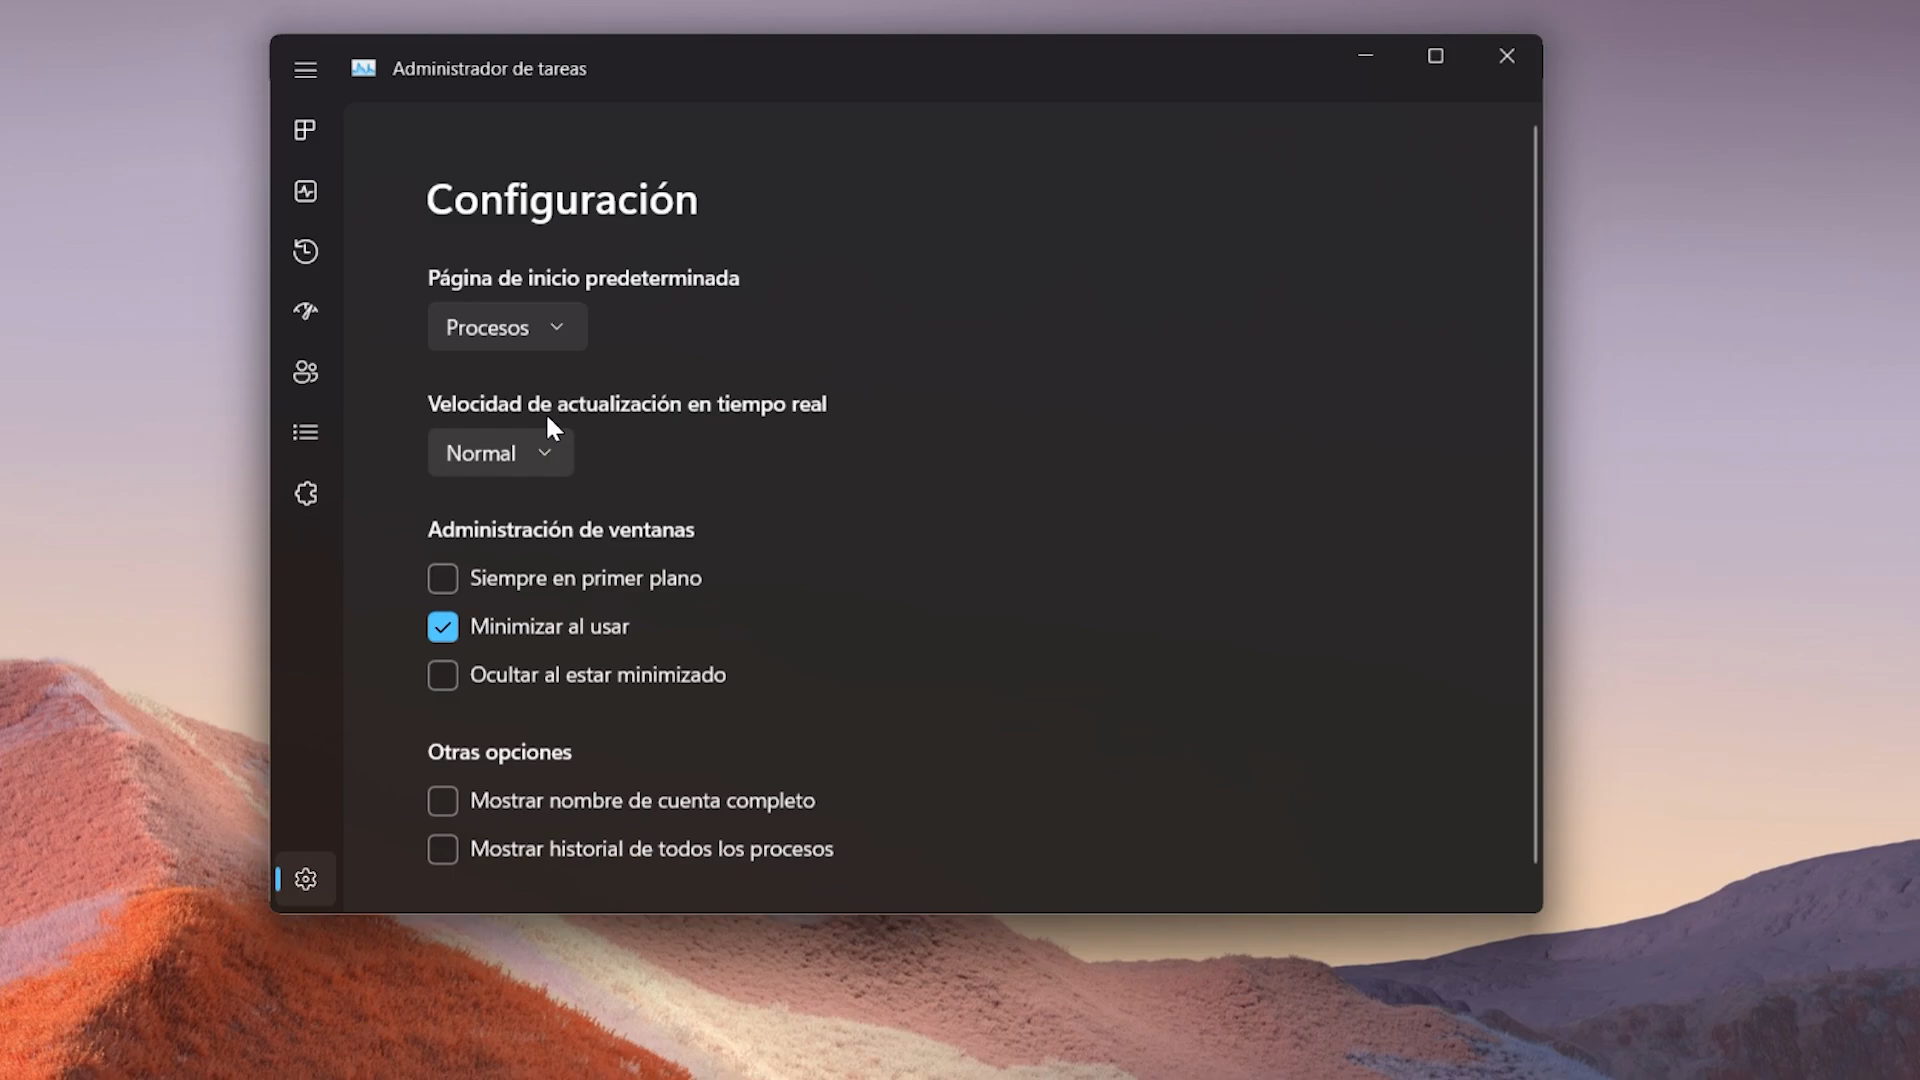 Administrador de tareas
Configuración
Página de inicio predeterminada
Procesos
Velocidad de actualización en tiempo real
Normal
Administración de ventanas
Siempre en primer plano
Minimizar al usar
Ocultar al estar minimizado
Otras opciones
Mostrar nombre de cuenta completo
Mostrar historial de todos los procesos